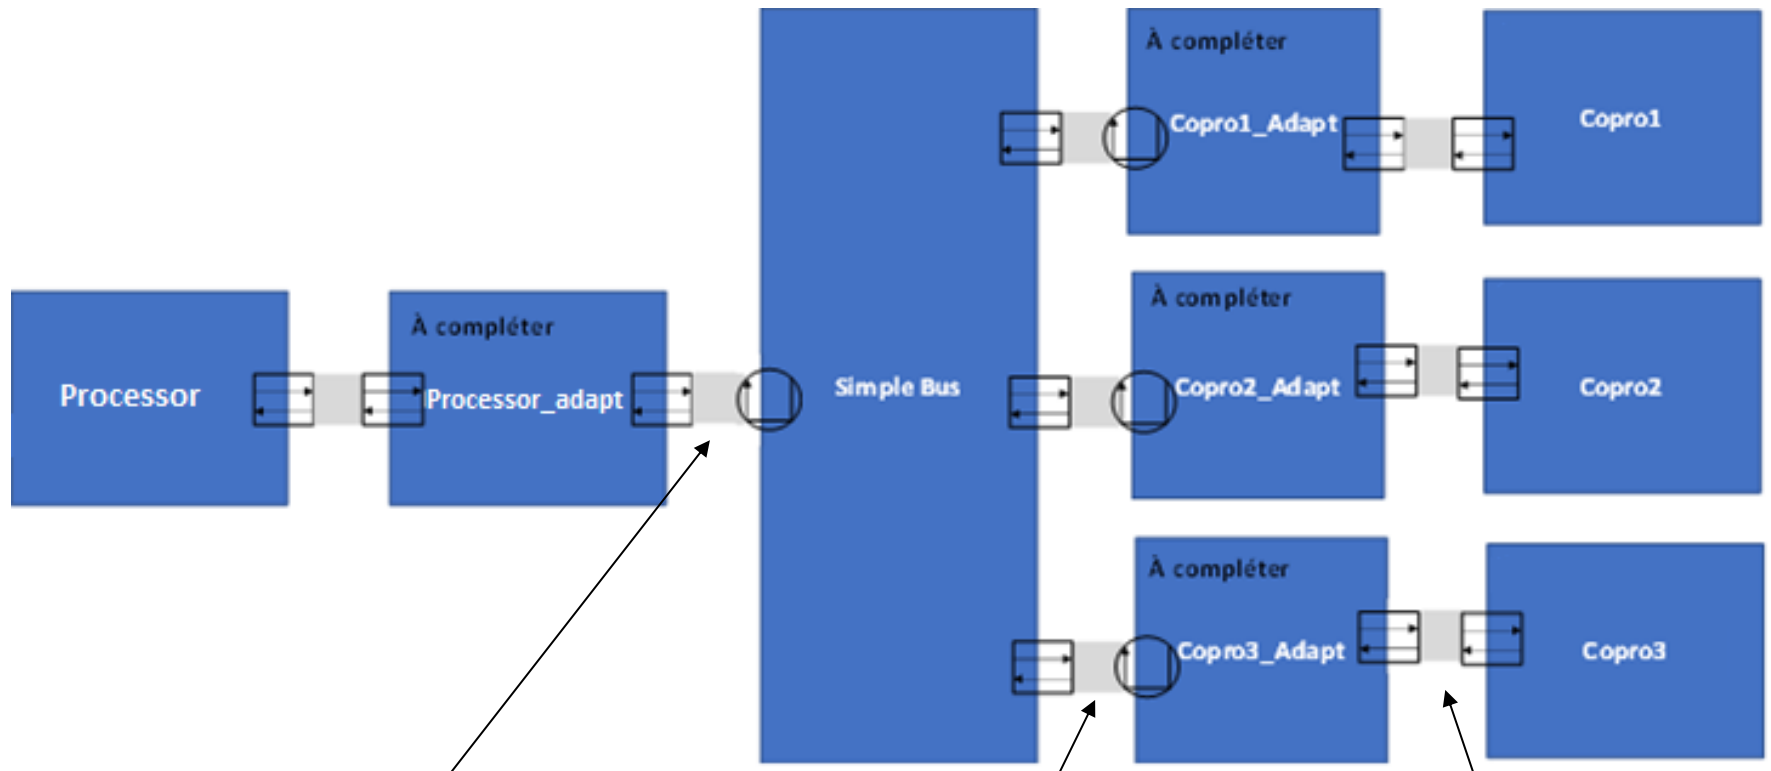 À compléter
Copro1_Adapt
Copro1
À compléter
Processor
Processor_adapt
Simple Bus
À compléter
Copro2_Adapt
Copro2
À compléter
Copro3_Adapt
Copro3